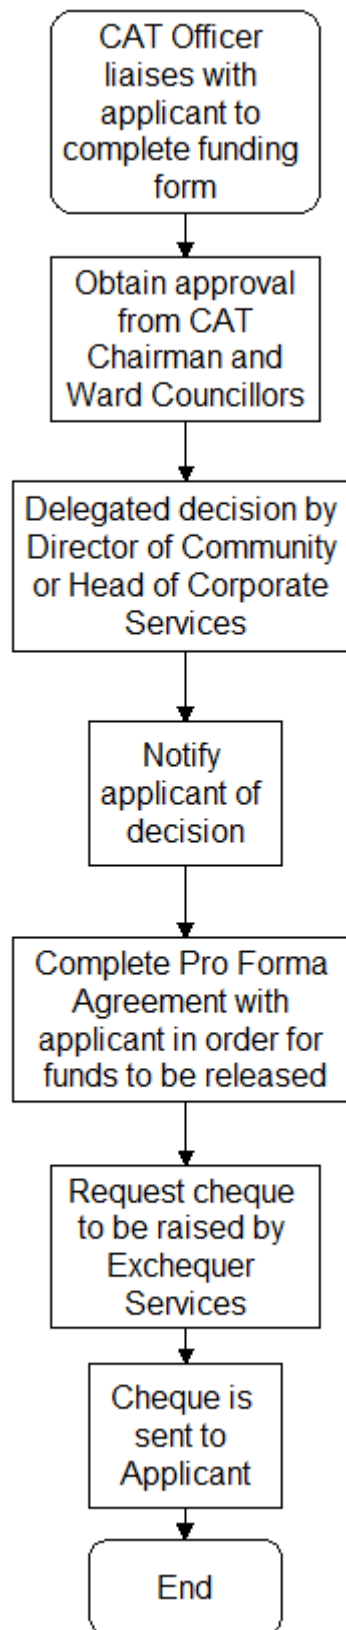 CAT Officer
liaises with
applicant to
complete funding
form
Obtain approval
from CAT
Chairman and
Ward Councillors
Delegated decision by
Director of Community
or Head of Corporate
Services
Notify
applicant of
decision
Complete Pro Forma
Agreement with
applicant in order for
funds to be released
Request cheque
to be raised by
Exchequer
Services
Cheque is
sent to
Applicant
End